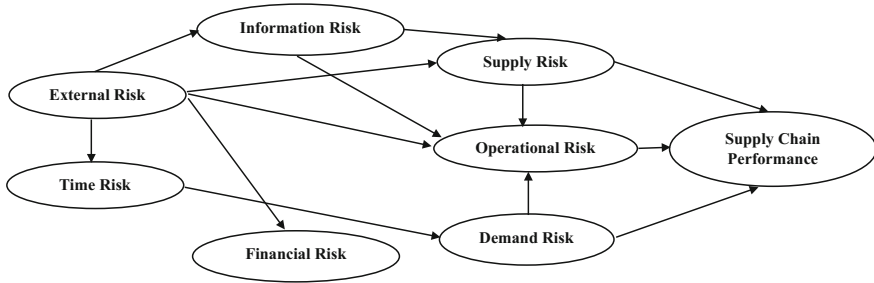 Information Risk
Supply Risk
External Risk
Operational Risk
Supply Chain
Performance
Time Risk
Demand Risk
Financial Risk